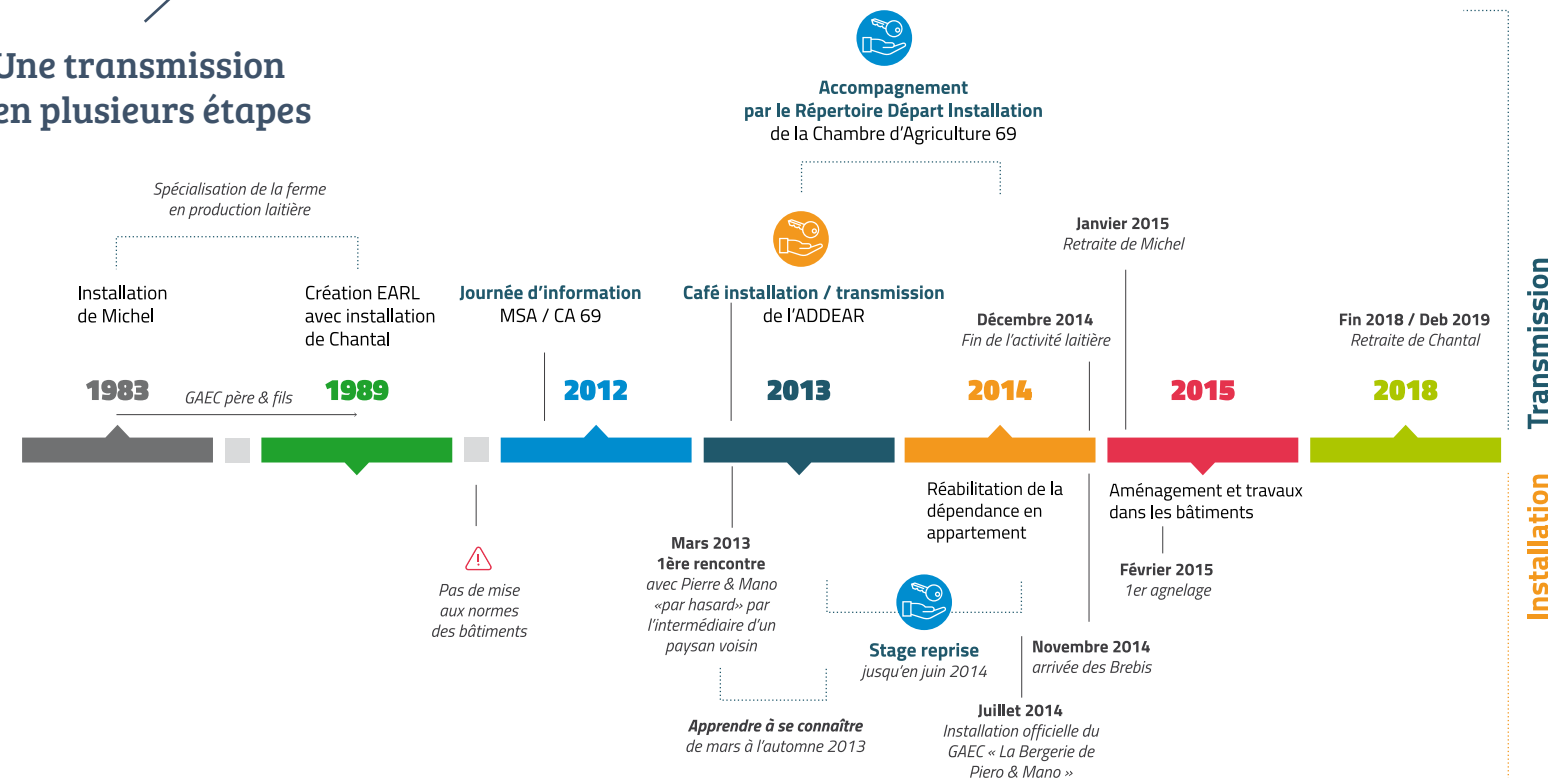 Une transmission
en plusieurs étapes
Accompagnement
par le Répertoire Départ Installation
de la Chambre d'Agriculture 69
Spécialisation de la ferme
en production laitière
Installation
de Michel
Création EARL
avec installation
de Chantal
Journée d'information
MSA / CA 69
Café installation / transmission
de l'ADDEAR
Janvier 2015
Retraite de Michel
Décembre 2014
Fin de l'activité laitière
Fin 2018 / Deb 2019
Retraite de Chantal
1983
GAEC père & fils
1989
2012
2013
2014
2015
2018
Transmission
Installation
Pas de mise
aux normes
des bâtiments
Mars 2013
1ère rencontre
avec Pierre & Mano
«par hasard» par
l'intermédiaire d'un
paysan voisin
Apprendre à se connaître
de mars à l'automne 2013
Réabilitation de la
dépendance en
appartement
Stage reprise
jusqu'en juin 2014
Juillet 2014
Installation officielle du
GAEC « La Bergerie de
Piero & Mano »
Novembre 2014
arrivée des Brebis
Aménagement et travaux
dans les bâtiments
Février 2015
1er agnelage